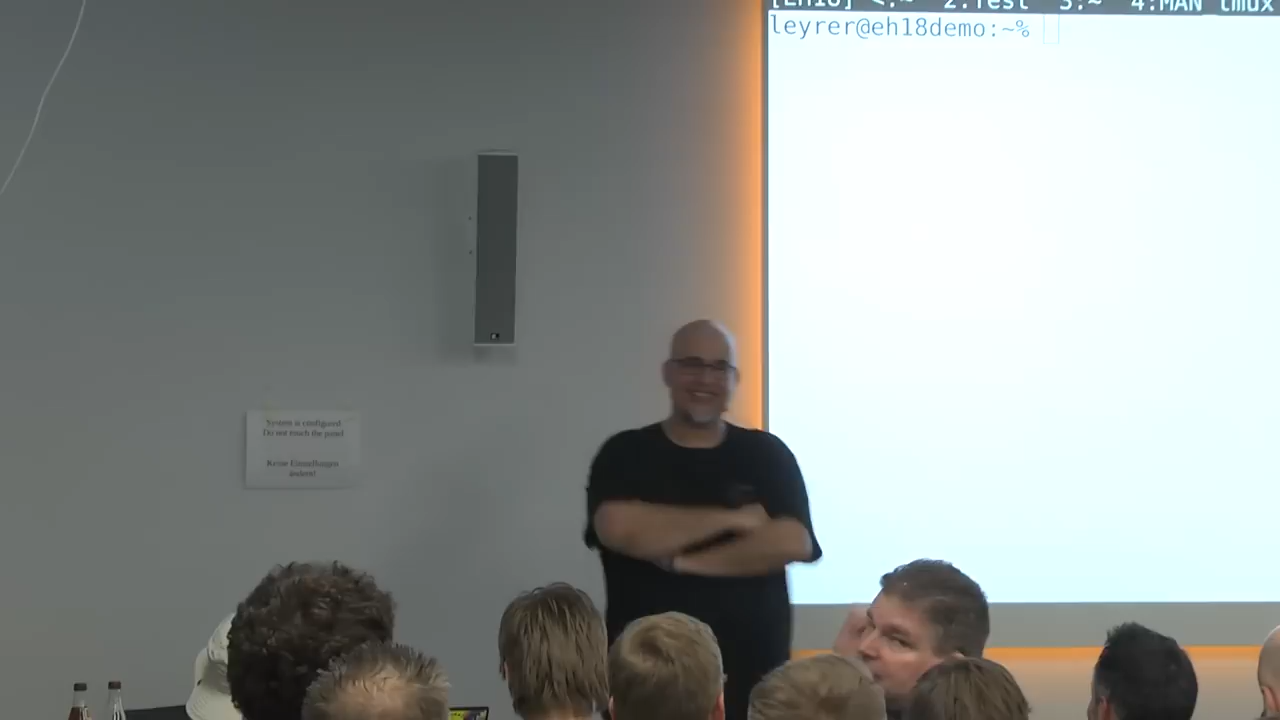 [EH18] <:~ 2:Test 3:~ 4:MAN tmux
leyrer@eh18demo:~%
System is configured
Do not touch the panel
Keine Einstellungen
ändern!